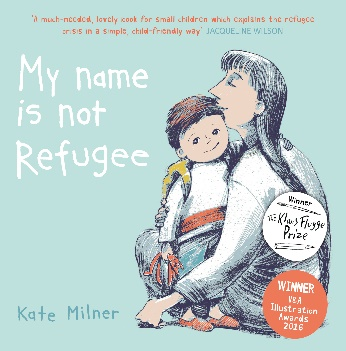 'A much-needed, lovely book for small children which explains the refugee
crisis in a simple, child-friendly way' JACQUELINE WILSON
My name
is not
Refugee
Winner
The Klaus Flugge
Prize
WINNER
V&A
Illustration
Awards
2016
Kate Milner